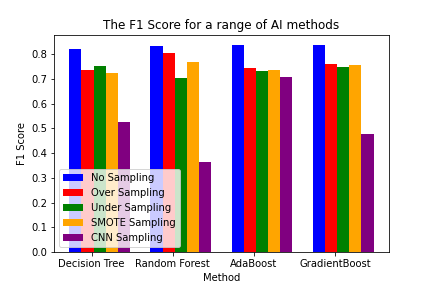 The F1 Score for a range of AI methods
F1 Score
0.8
0.7
0.6
0.5
0.4
0.3
0.2
0.1
0.0
No Sampling
Over Sampling
Under Sampling
SMOTE Sampling
CNN Sampling
Decision Tree Random Forest AdaBoost GradientBoost
Method